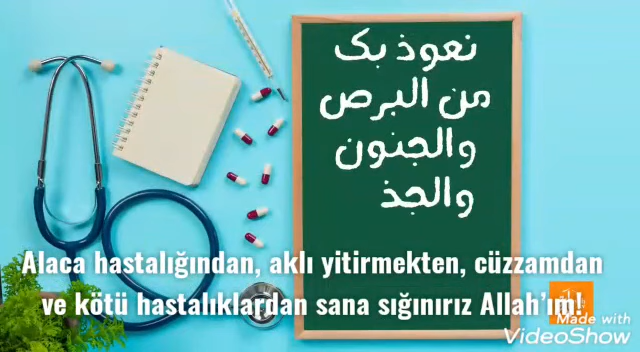 نعوذ بك
من البرص
والجنون
والجذ
Alaca hastalığından, aklı yitirmekten, cüzzamdan
ve kötü hastalıklardan sana sığınırız Allah'ım!
Made with
VideoShow